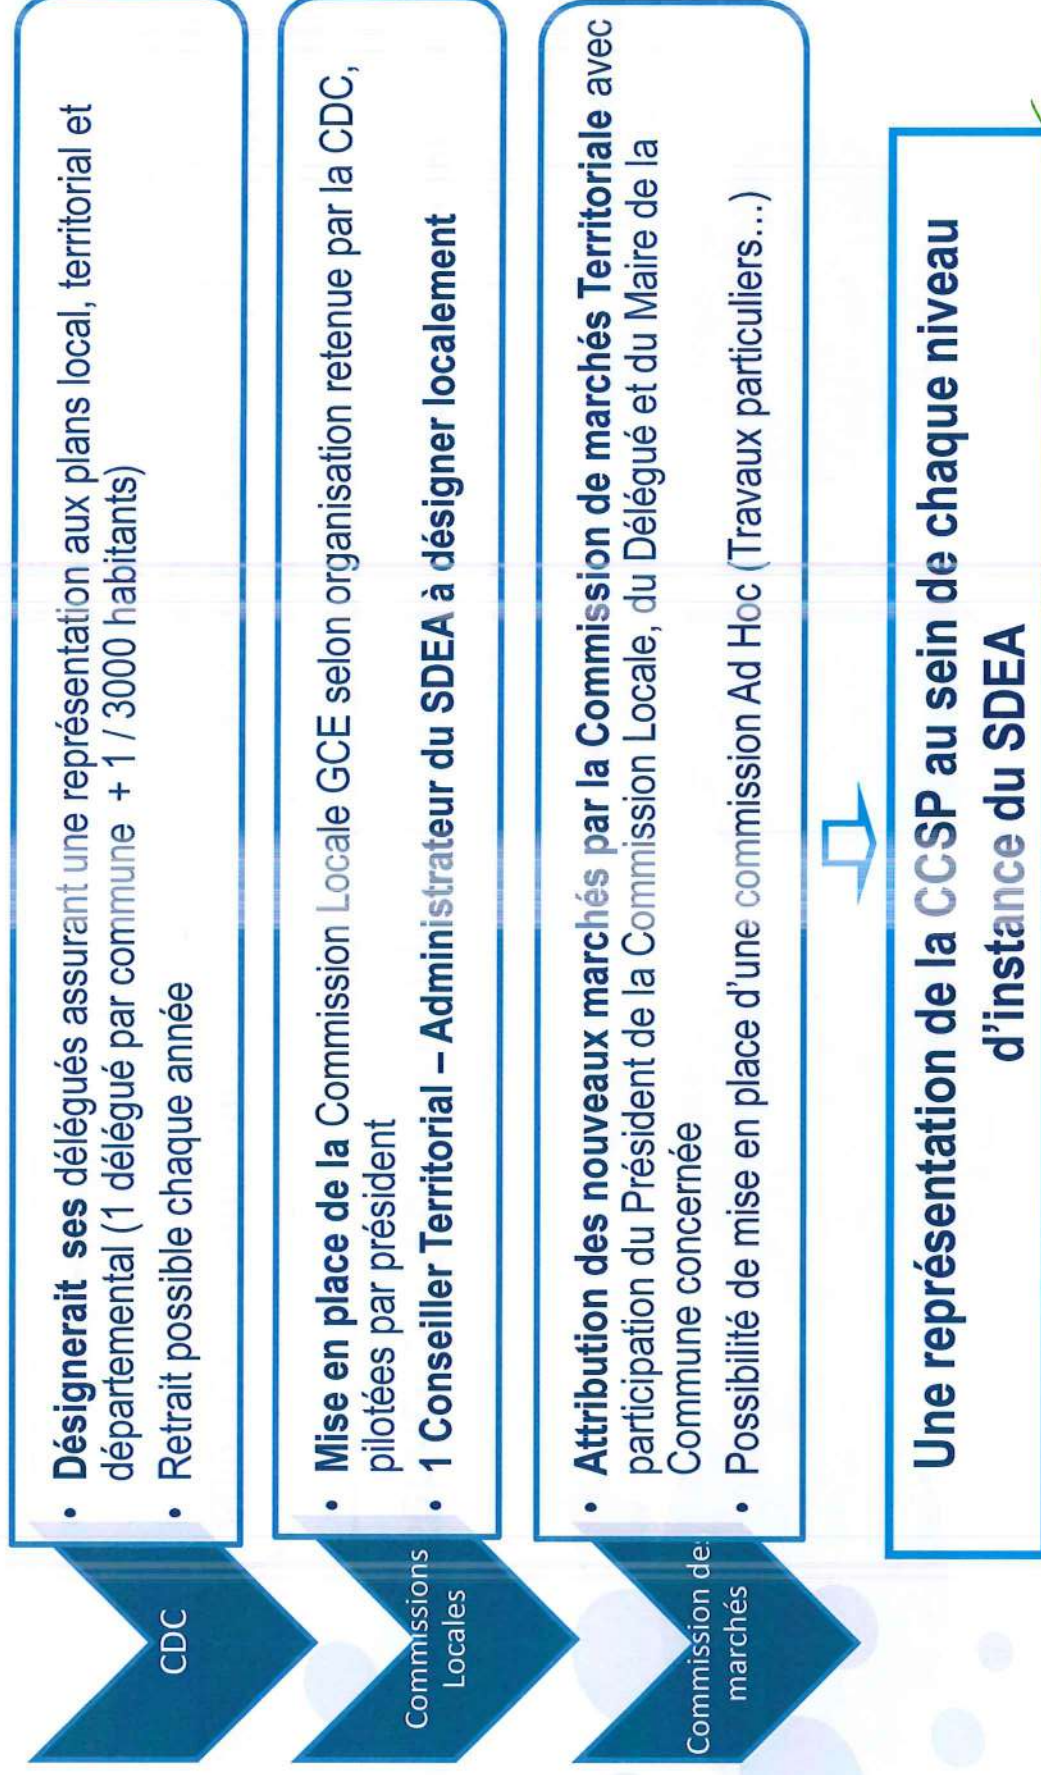 CDC
• Désignerait ses délégués assurant une représentation aux plans local, territorial et
départemental (1 délégué par commune + 1 / 3000 habitants)
• Retrait possible chaque année
Commissions
Locales
• Mise en place de la Commission Locale GCE selon organisation retenue par la CDC,
pilotées par président
• 1 Conseiller Territorial – Administrateur du SDEA à désigner localement
Commission des
marchés
• Attribution des nouveaux marchés par la Commission de marchés Territoriale avec
participation du Président de la Commission Locale, du Délégué et du Maire de la
Commune concernée
• Possibilité de mise en place d'une commission Ad Hoc (Travaux particuliers…)
Une représentation de la CCSP au sein de chaque niveau
d'instance du SDEA